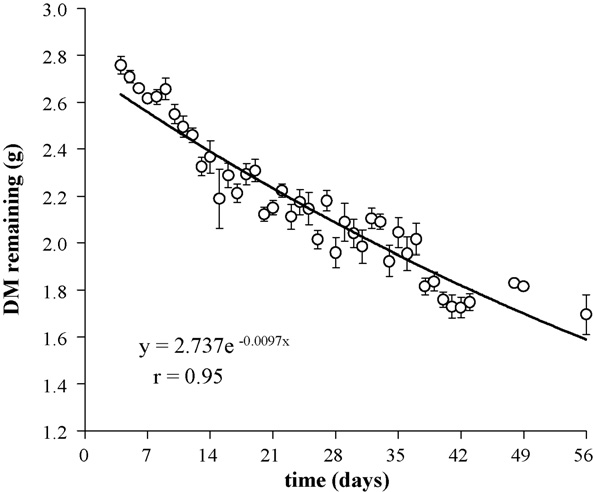 3.0
2.8
2.6
2.4
2.2
2.0
1.8
1.6
1.4
1.2
DM remaining (g)
y = 2.737e -0.0097x
r = 0.95
0 7 14 21 28 35 42 49 56
time (days)